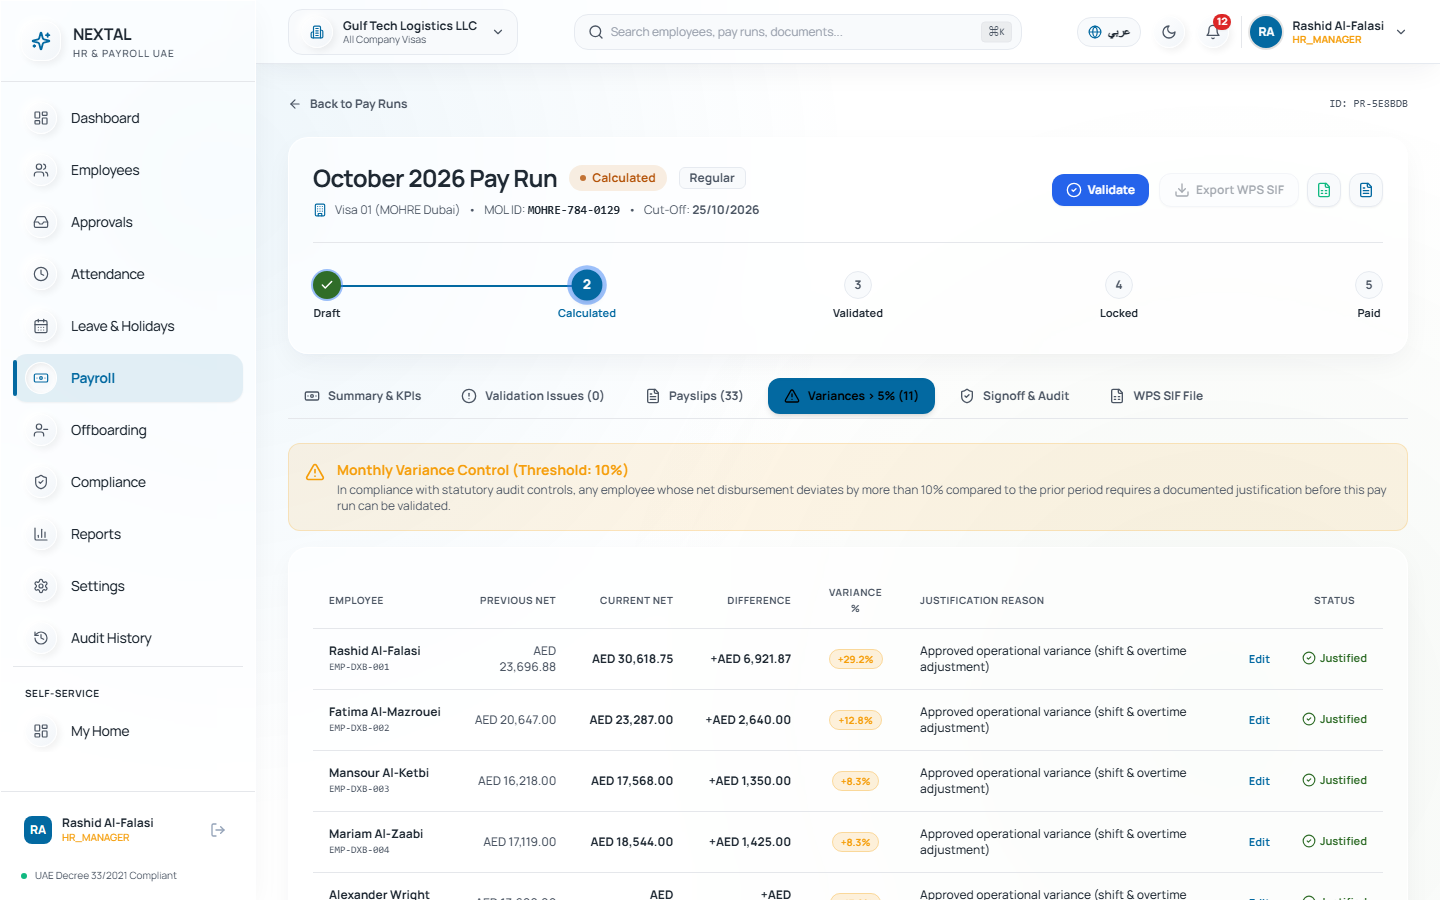 NEXTAL
HR & PAYROLL UAE
Dashboard
Employees
Approvals
Attendance
Leave & Holidays
Payroll
Offboarding
Compliance
Reports
Settings
Audit History
SELF-SERVICE
My Home
RA
Rashid Al-Falasi
HR_MANAGER
UAE Decree 33/2021 Compliant
Gulf Tech Logistics LLC
All Company Visas
Search employees, pay runs, documents...
⌘K
عربي
12
RA
Rashid Al-Falasi
HR_MANAGER
Back to Pay Runs
ID: PR-5E8BDB
October 2026 Pay Run
Calculated
Regular
Visa 01 (MOHRE Dubai) • MOL ID: MOHRE-784-0129 • Cut-Off: 25/10/2026
Validate
Export WPS SIF
2
3
4
5
Draft
Calculated
Validated
Locked
Paid
Summary & KPIs
Validation Issues (0)
Payslips (33)
Variances > 5% (11)
Signoff & Audit
WPS SIF File
Monthly Variance Control (Threshold: 10%)
In compliance with statutory audit controls, any employee whose net disbursement deviates by more than 10% compared to the prior period requires a documented justification before this pay
run can be validated.
EMPLOYEE
PREVIOUS NET
CURRENT NET
DIFFERENCE
VARIANCE
%
JUSTIFICATION REASON
STATUS
Rashid Al-Falasi
EMP-DXB-001
AED
23,696.88
AED 30,618.75
+AED 6,921.87
+29.2%
Approved operational variance (shift & overtime
adjustment)
Edit
Justified
Fatima Al-Mazrouei
EMP-DXB-002
AED 20,647.00
AED 23,287.00
+AED 2,640.00
+12.8%
Approved operational variance (shift & overtime
adjustment)
Edit
Justified
Mansour Al-Ketbi
EMP-DXB-003
AED 16,218.00
AED 17,568.00
+AED 1,350.00
+8.3%
Approved operational variance (shift & overtime
adjustment)
Edit
Justified
Mariam Al-Zaabi
EMP-DXB-004
AED 17,119.00
AED 18,544.00
+AED 1,425.00
+8.3%
Approved operational variance (shift & overtime
adjustment)
Edit
Justified
Alexander Wright
AED
+AED
Approved operational variance (shift & overtime